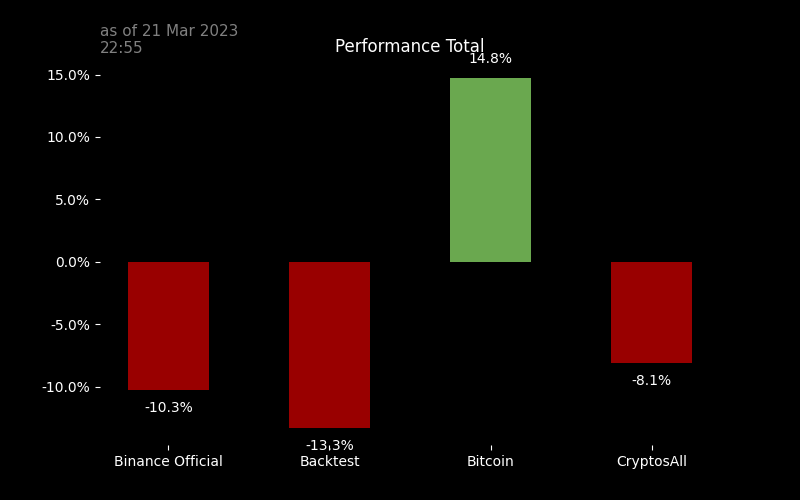 as of 21 Mar 2023
22:55
Performance Total
14.8%
15.0%
10.0%
5.0%
0.0%
-5.0%
-10.0%
-10.3%
-13.3%
-8.1%
Binance Official
Backtest
Bitcoin
CryptosAll